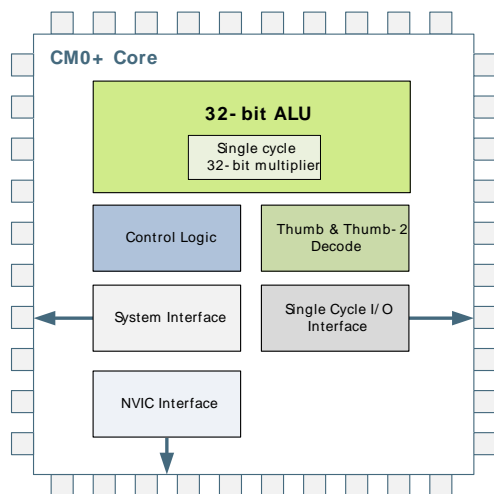 CM0+ Core
32-bit ALU
Single cycle
32-bit multiplier
Control Logic
Thumb & Thumb-2
Decode
System Interface
Single Cycle I/O
Interface
NVIC Interface